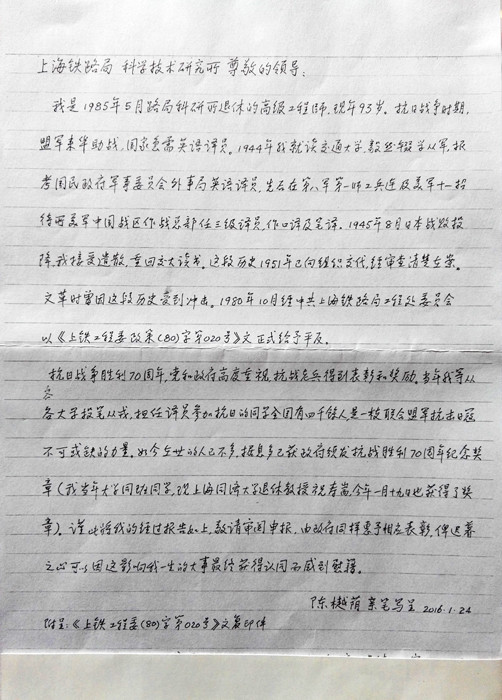 上海铁路局 科学技术研究所 尊敬的领导:
我是1985年5月路局科研所退休的高级工程师,现年93岁。抗日战争时期,
盟军来华助战,国家急需英语译员。1944年我就读交通大学,毅然辍学从军,报
考国民政府军事委员会外事局英语译员,先后在第八军第一师工兵连及美军十一招
待所美军中国战区作战总部任三级译员,作口译及笔译。1945年8月日本战败投
降,我接受遣散,重回交大读书。这段历史1951年已向组织交代,经审查清楚在案。
文革时曾因这段历史受到冲击。1980年10月经中共上海铁路局工程处委员会
以《上铁工程委政案(80)字第020号》文正式给予平反。
抗日战争胜利70周年,党和政府高度重视,抗战老兵得到表彰和奖励。当年我等从
各大学投笔从戎,担任译员参加抗日的同学全国有四千馀人,是一股联合盟军抗击日寇
不可或缺的力量。如今在世的人已不多,据息多已获政府颁发抗战胜利70周年纪念奖
章(我当年大学同班同学,现上海同济大学退休教授祝寿嵩,今年一月十九日也获得了奖
章)。谨此将我的经过报告如上,敬请审阅申报,由政府同样票予相应表彰,俾迟暮
之心可以因这影响我一生的大事最终获得认同而感到慰藉。
陈樾荫 亲笔写呈 2016.1.24
附呈:《上铁工程委(80)字第020号》文复印件